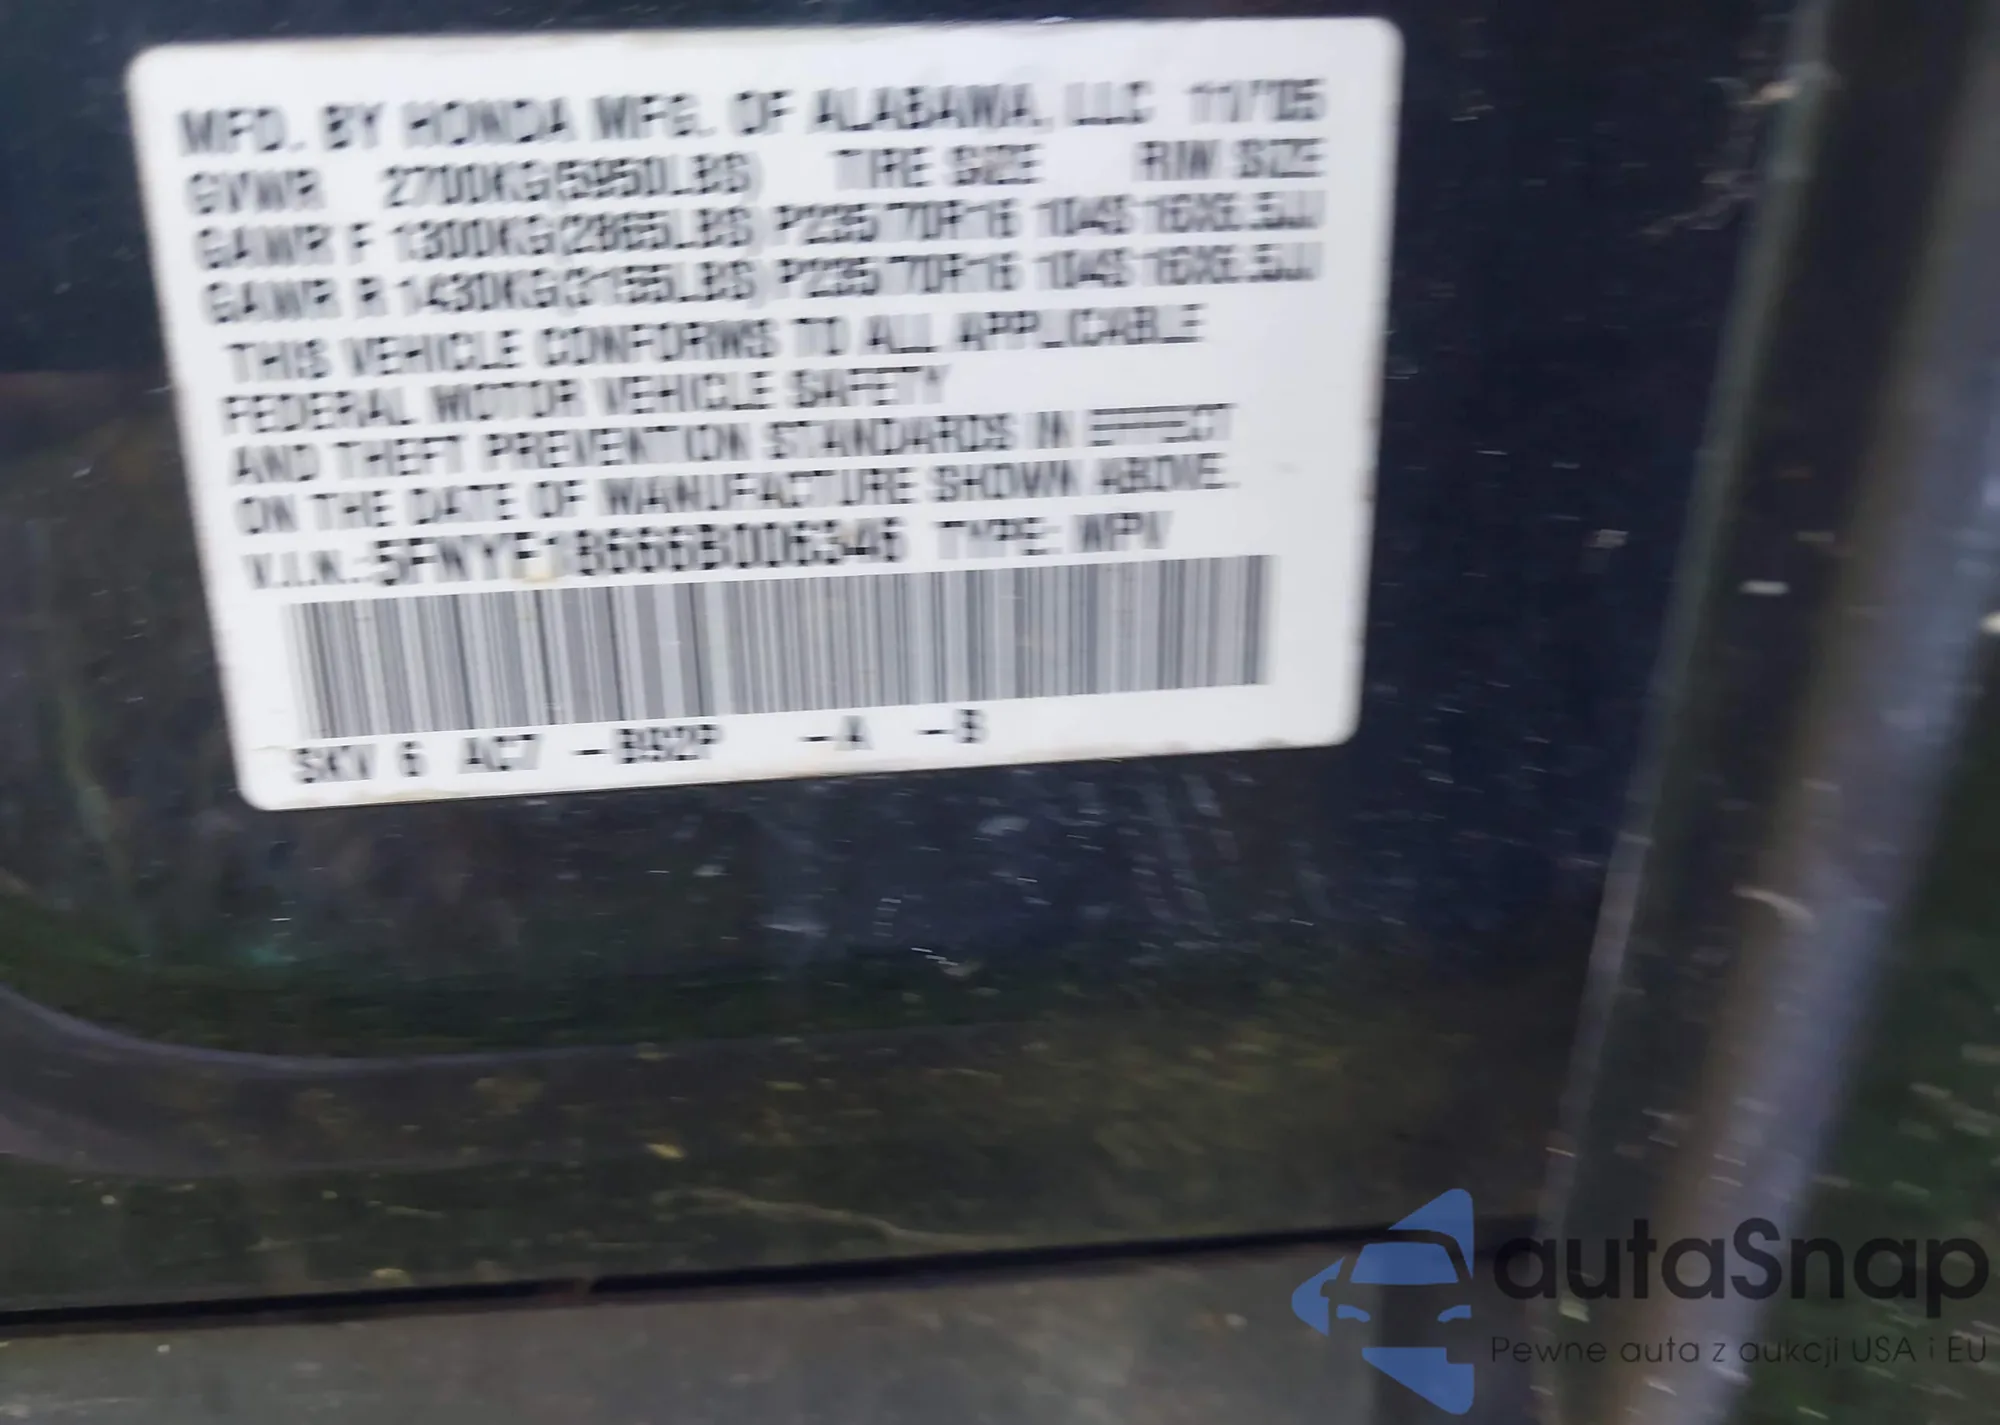 MFD. BY HONDA MFG. OF ALABAMA, LLC 11/05
GVWR 2700KG(5950LBS) TIRE SIZE RIM SIZE
GAWR F 1300KG(2865LBS) P235/70R16 104S 16X6.5JJ
GAWR R 1430KG(3155LBS) P235/70R16 104S 16X6.5JJ
THIS VEHICLE CONFORMS TO ALL APPLICABLE
FEDERAL MOTOR VEHICLE SAFETY
AND THEFT PREVENTION STANDARDS IN EFFECT
ON THE DATE OF MANUFACTURE SHOWN ABOVE.
V.I.N.: TYPE: MPV
SKV 6 AC7 -B92P -A -B
autaSnap
Pewne auta z aukcji USA i EU